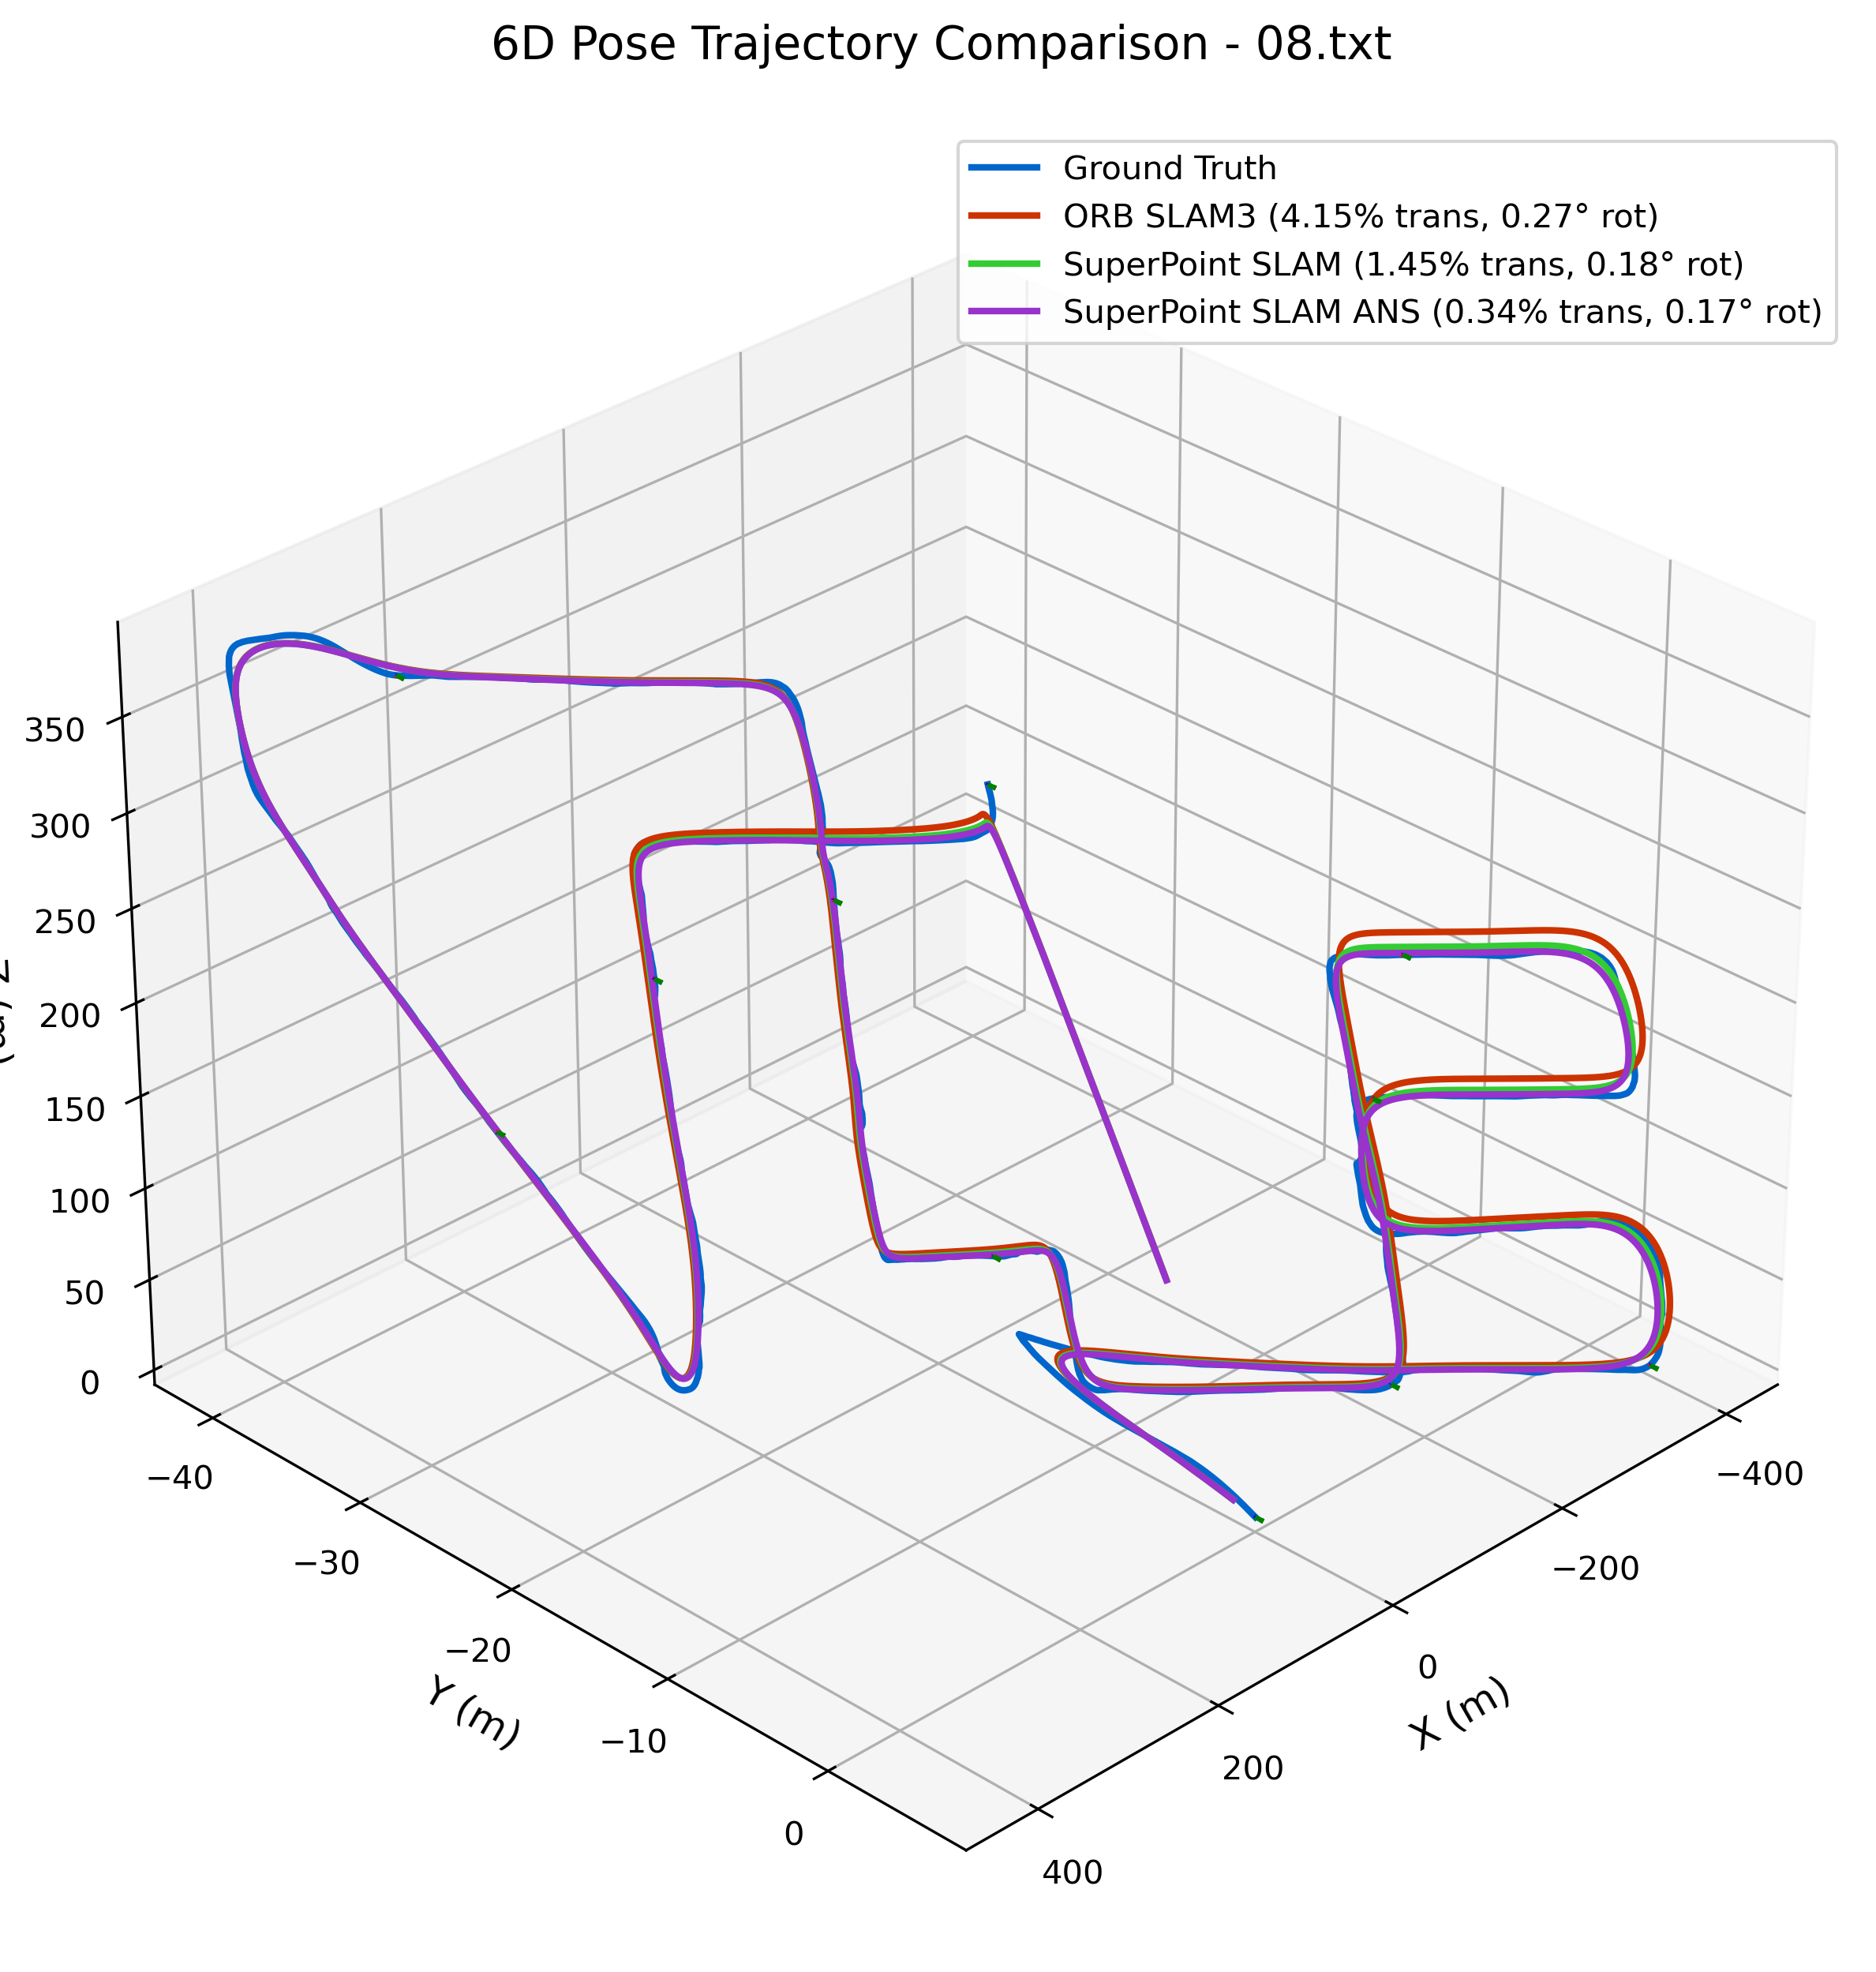 6D Pose Trajectory Comparison - 08.txt
Ground Truth
ORB SLAM3 (4.15% trans, 0.27° rot)
SuperPoint SLAM (1.45% trans, 0.18° rot)
SuperPoint SLAM ANS (0.34% trans, 0.17° rot)
350
300
250
200
150
100
50
0
−40
−30
−20
−10
0
Y (m)
−400
−200
0
200
400
X (m)